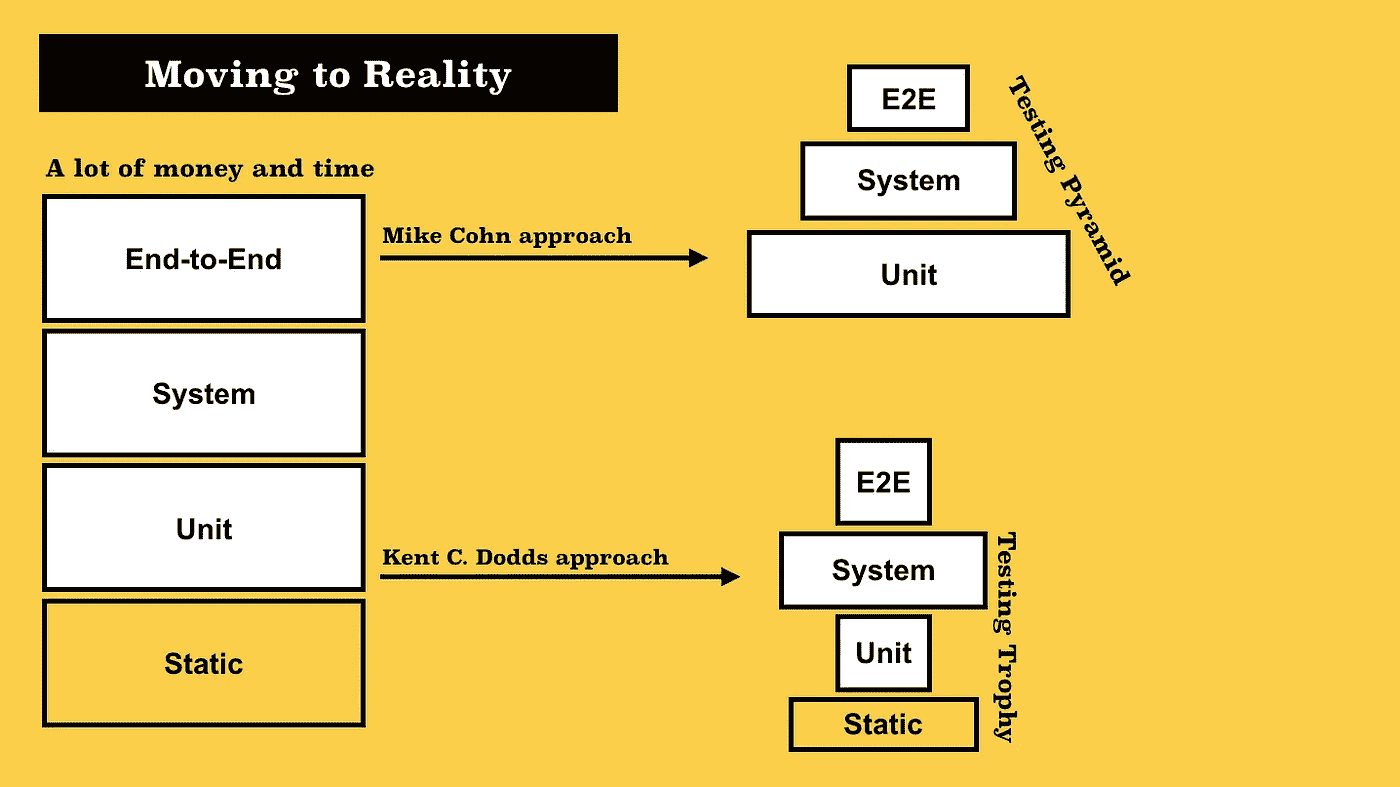 Moving to Reality
A lot of money and time
End-to-End
System
Unit
Static
Mike Cohn approach
E2E
System
Unit
Testing Pyramid
Kent C. Dodds approach
E2E
System
Unit
Static
Testing Trophy